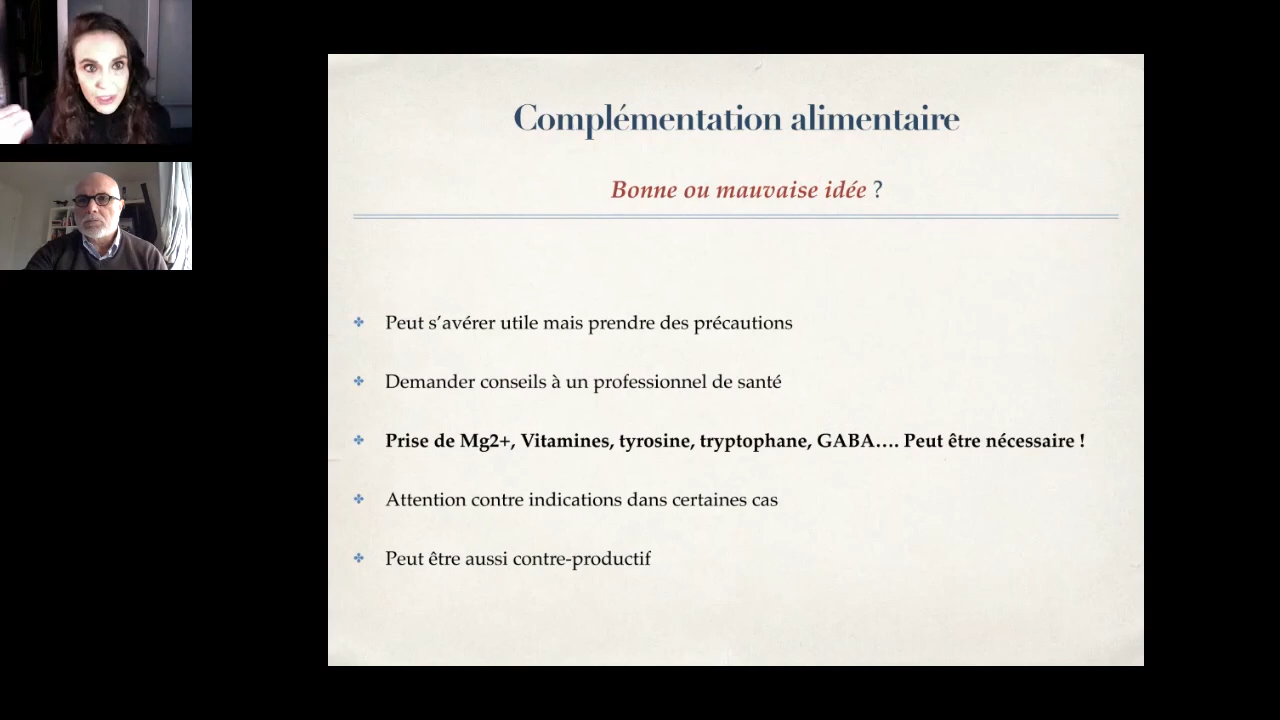 Complémentation alimentaire
Bonne ou mauvaise idée ?
Peut s’avérer utile mais prendre des précautions
Demander conseils à un professionnel de santé
Prise de Mg2+, Vitamines, tyrosine, tryptophane, GABA…. Peut être nécessaire !
Attention contre indications dans certaines cas
Peut être aussi contre-productif